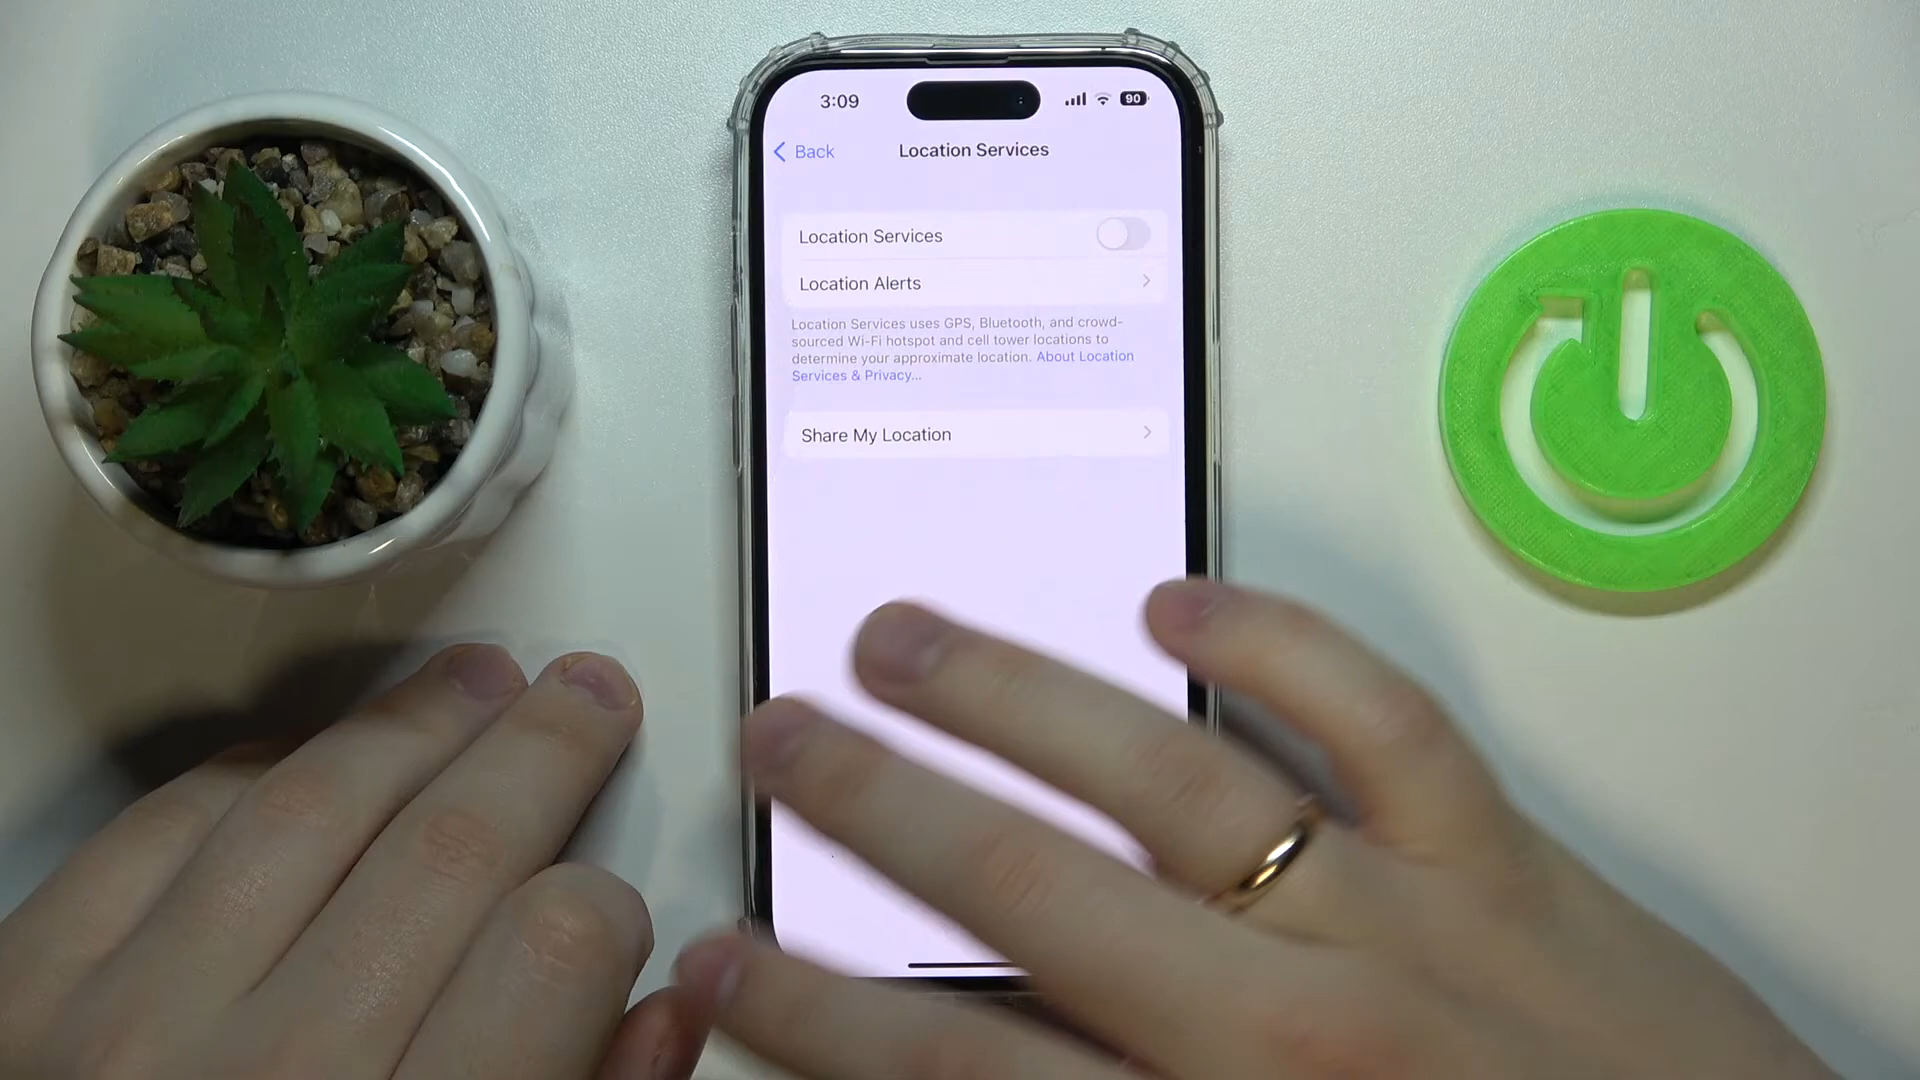 3:09
90
Back
Location Services
Location Services
Location Alerts
Location Services uses GPS, Bluetooth, and crowd-
sourced Wi-Fi hotspot and cell tower locations to
determine your approximate location. About Location
Services & Privacy...
Share My Location